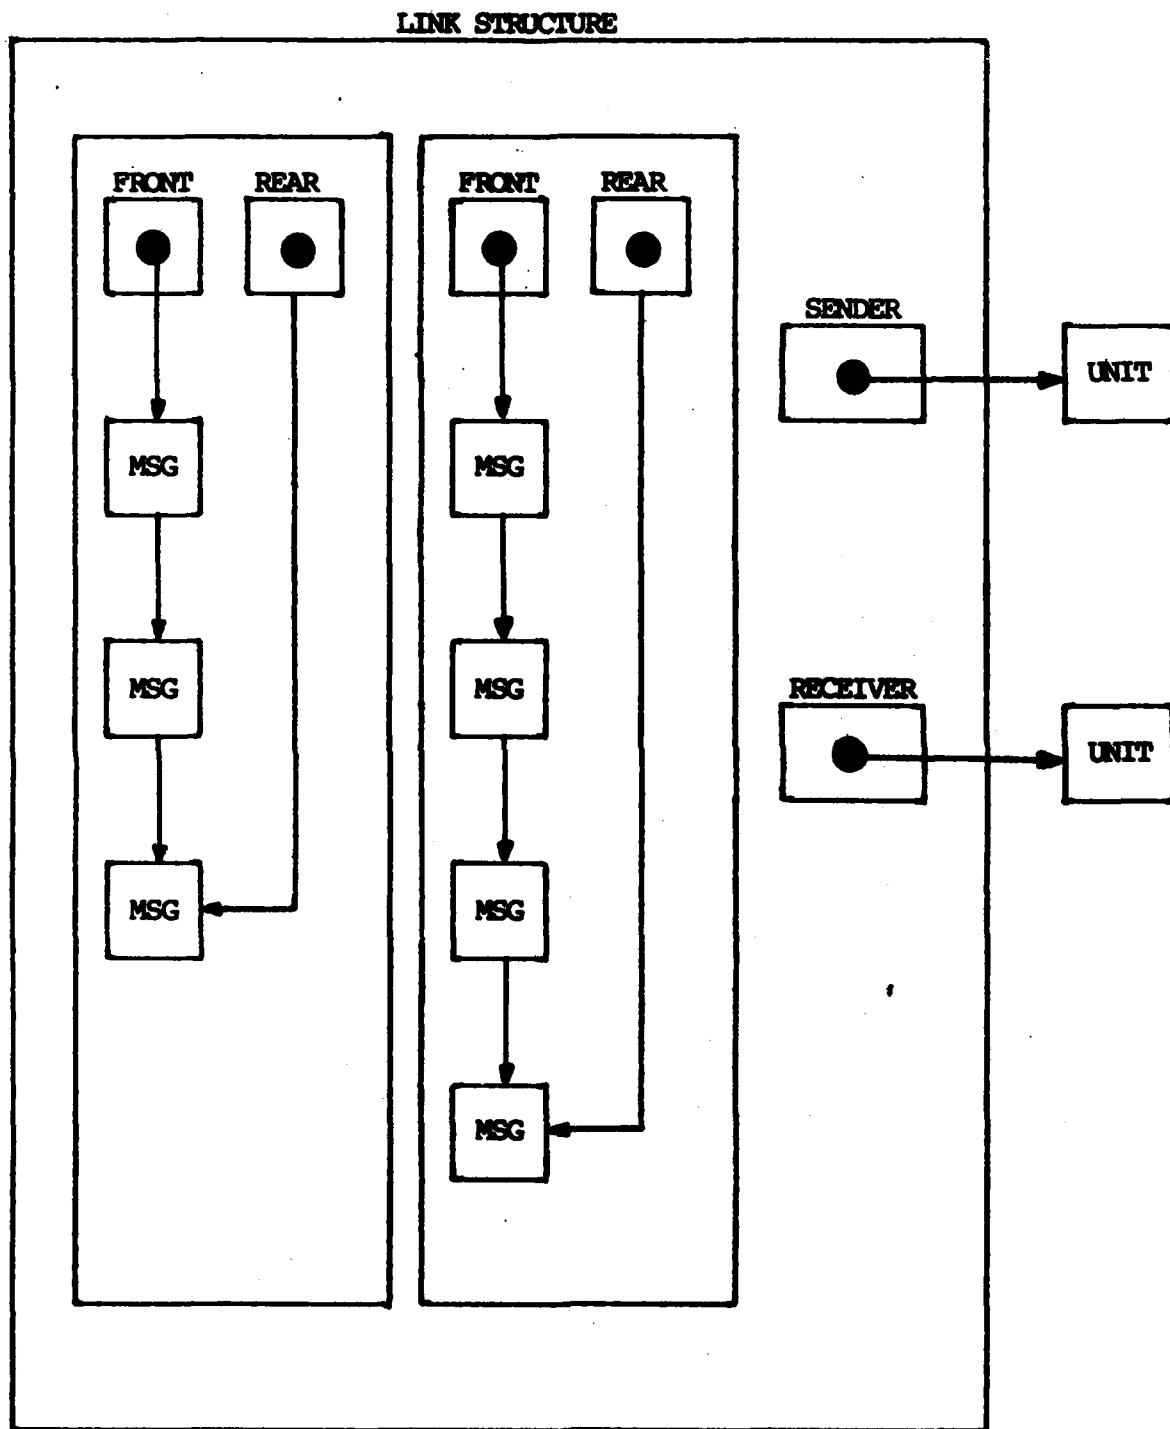 LINK STRUCTURE
FRONT REAR
FRONT REAR
SENDER
UNIT
MSG
MSG
MSG
MSG
RECEIVER
UNIT
MSG
MSG
MSG